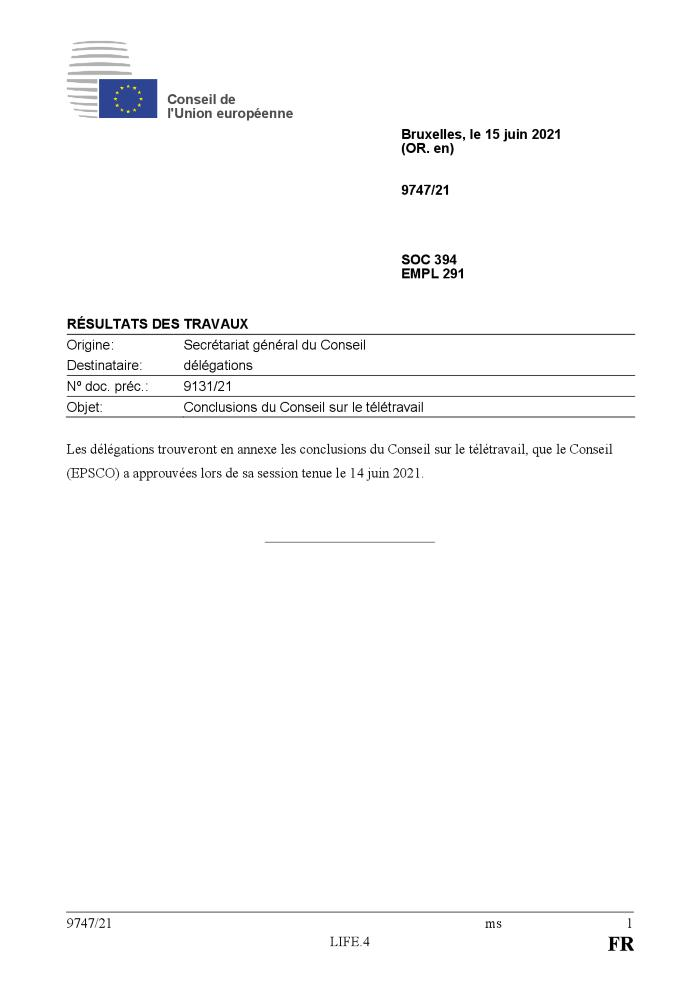 Conseil de
l'Union européenne
Bruxelles, le 15 juin 2021
(OR. en)
9747/21
SOC 394
EMPL 291
RÉSULTATS DES TRAVAUX
Origine: Secrétariat général du Conseil
Destinataire: délégations
Nº doc. préc.: 9131/21
Objet: Conclusions du Conseil sur le télétravail
Les délégations trouveront en annexe les conclusions du Conseil sur le télétravail, que le Conseil
(EPSCO) a approuvées lors de sa session tenue le 14 juin 2021.
9747/21 ms 1
LIFE.4 FR